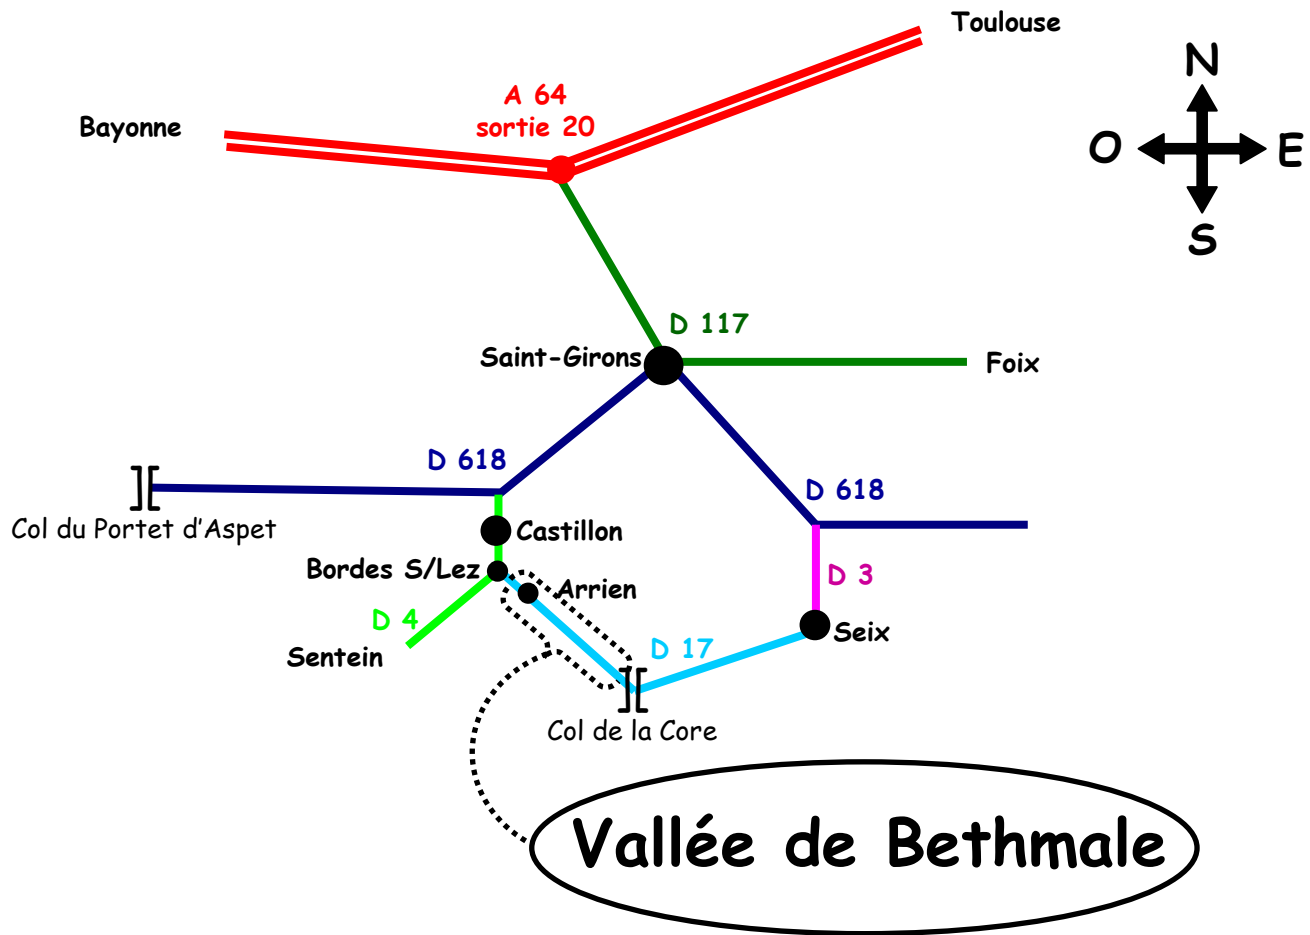 Toulouse
N
A 64
sortie 20
Bayonne
O
E
S
D 117
Saint-Girons
Foix
D 618
D 618
Col du Portet d’Aspet
Castillon
Bordes S/Lez
Arrien
D 3
D 4
Seix
Sentein
D 17
Col de la Core
Vallée de Bethmale